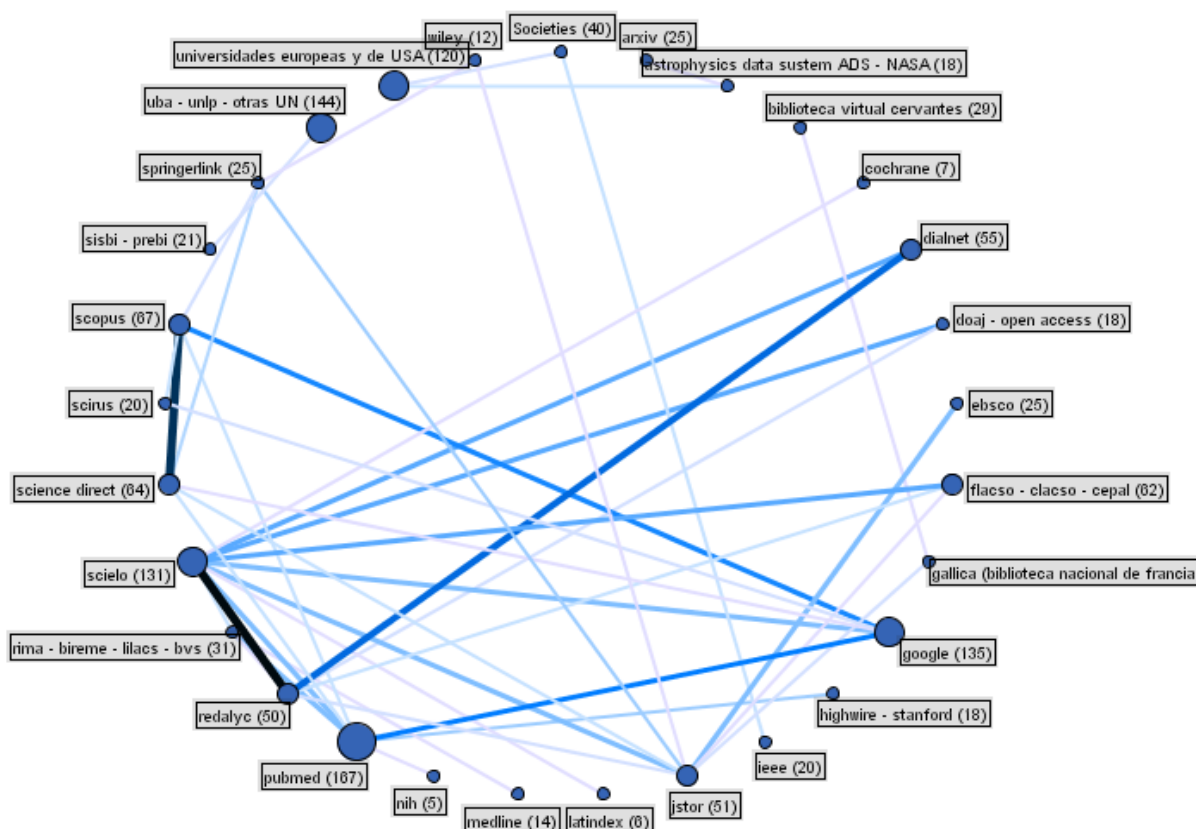 wiley (12)
Societies (40)
arxiv (25)
universidades europeas y de USA (120)
astrophysics data sustem ADS - NASA (18)
uba - unlp - otras UN (144)
biblioteca virtual cervantes (29)
springerlink (25)
cochrane (7)
sisbi - prebi (21)
dialnet (55)
scopus (67)
doaj - open access (18)
scirus (20)
ebsco (25)
science direct (64)
flacso - clacso - cepal (62)
scielo (131)
gallica (biblioteca nacional de francia
rima - bireme - lilacs - bvs (31)
google (135)
redalyc (50)
highwire - stanford (18)
pubmed (167)
ieee (20)
nih (5)
jstor (51)
medline (14)
latindex (6)